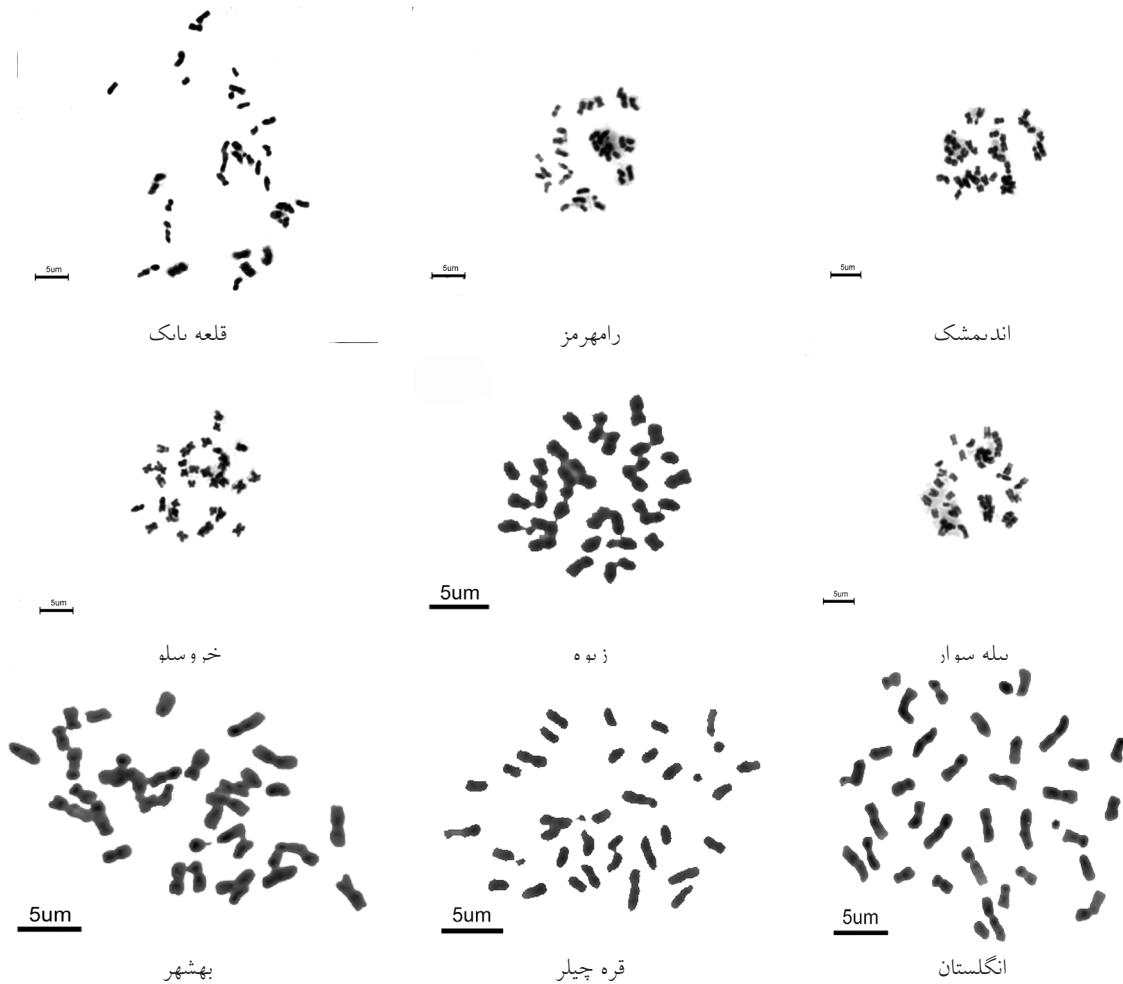 5um
5um
5um
قلعه بابک
رامهرمز
اندیمشک
5um
5um
5um
خروسلو
زیوه
بیله سوار
5um
5um
5um
بهشهر
قره چیلر
انگلستان